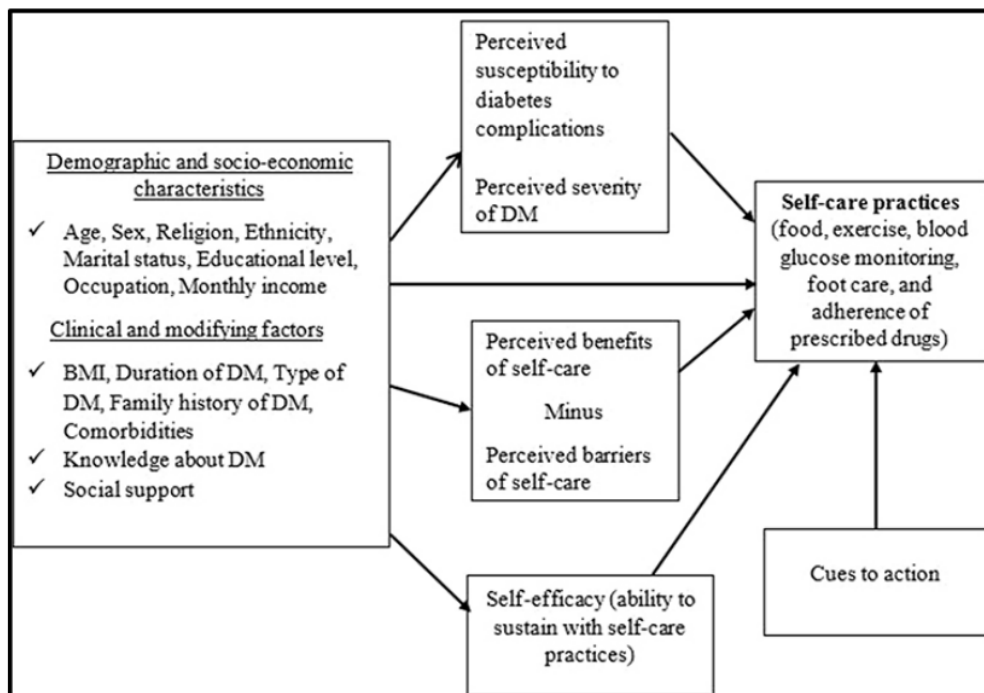 Demographic and socio-economic
characteristics
✓ Age, Sex, Religion, Ethnicity,
Marital status, Educational level,
Occupation, Monthly income
Clinical and modifying factors
✓ BMI, Duration of DM, Type of
DM, Family history of DM,
Comorbidities
✓ Knowledge about DM
✓ Social support
Perceived
susceptibility to
diabetes
complications
Perceived severity
of DM
Perceived benefits
of self-care
Minus
Perceived barriers
of self-care
Self-efficacy (ability to
sustain with self-care
practices)
Self-care practices
(food, exercise, blood
glucose monitoring,
foot care, and
adherence of
prescribed drugs)
Cues to action